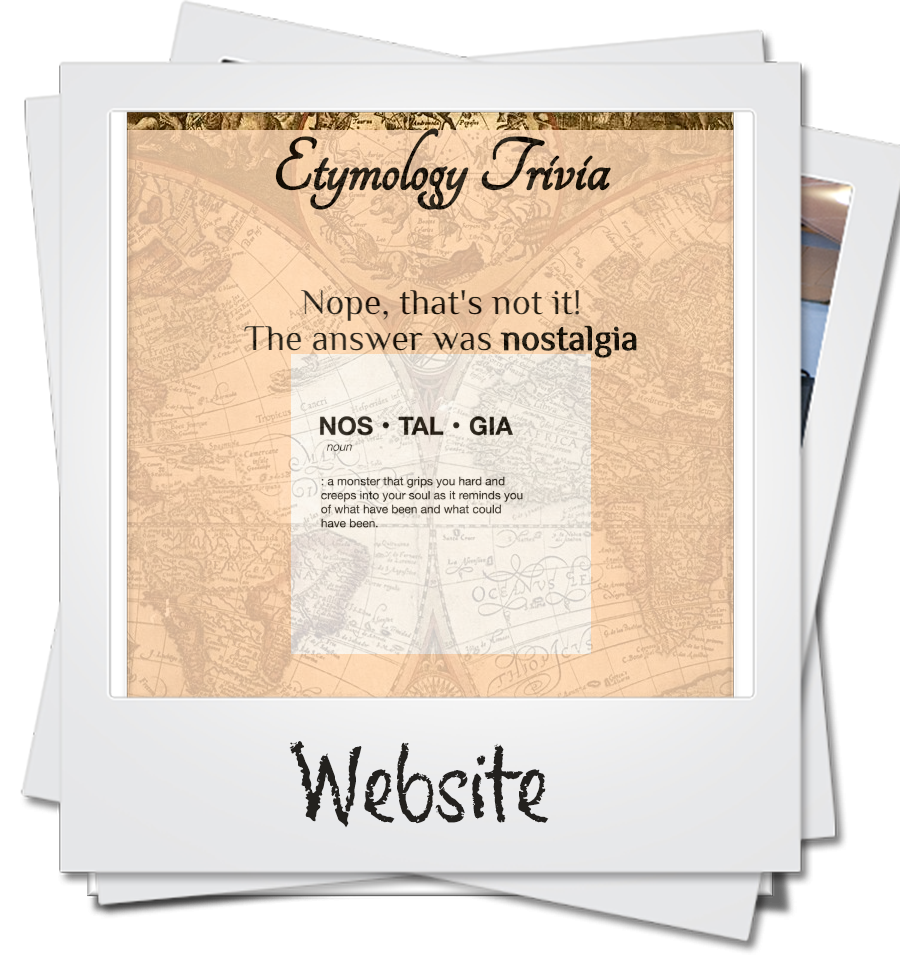 Etymology Trivia
Nope, that's not it!
The answer was nostalgia
NOS • TAL • GIA
noun
: a monster that grips you hard and
creeps into your soul as it reminds you
of what have been and what could
have been.
Website